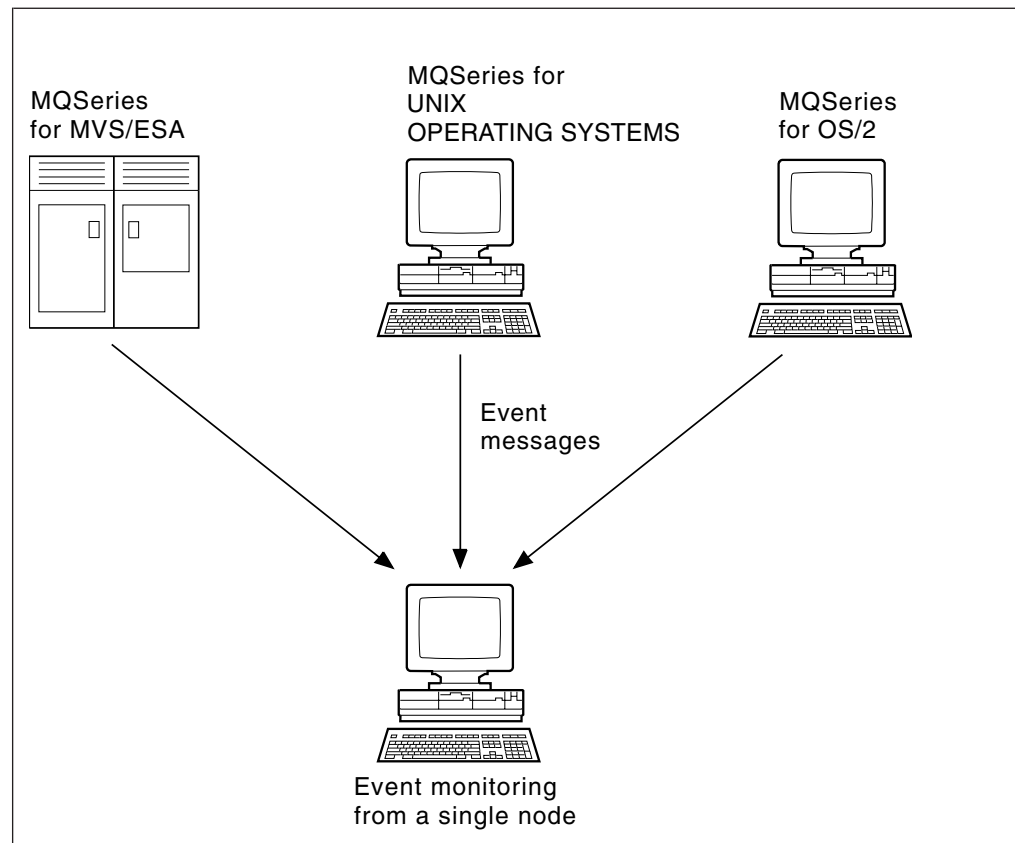 MQSeries
for MVS/ESA
MQSeries for
UNIX
OPERATING SYSTEMS
MQSeries
for OS/2
Event
messages
Event monitoring
from a single node